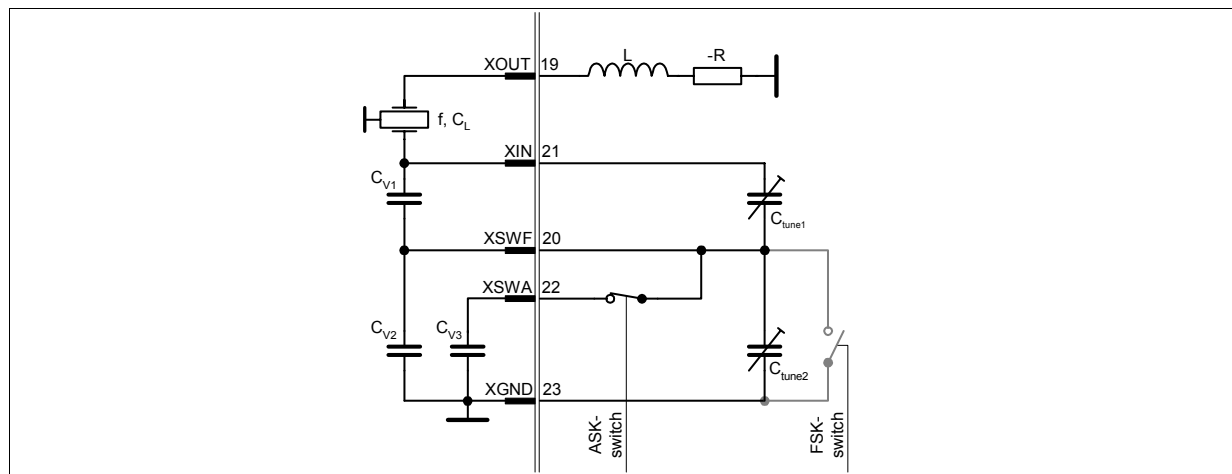 XOUT 19 L -R
f, CL
XIN 21
CV1
Ctune1
XSWF 20
XSWA 22
CV2 CV3
Ctune2
XGND 23
ASK-
switch
FSK-
switch